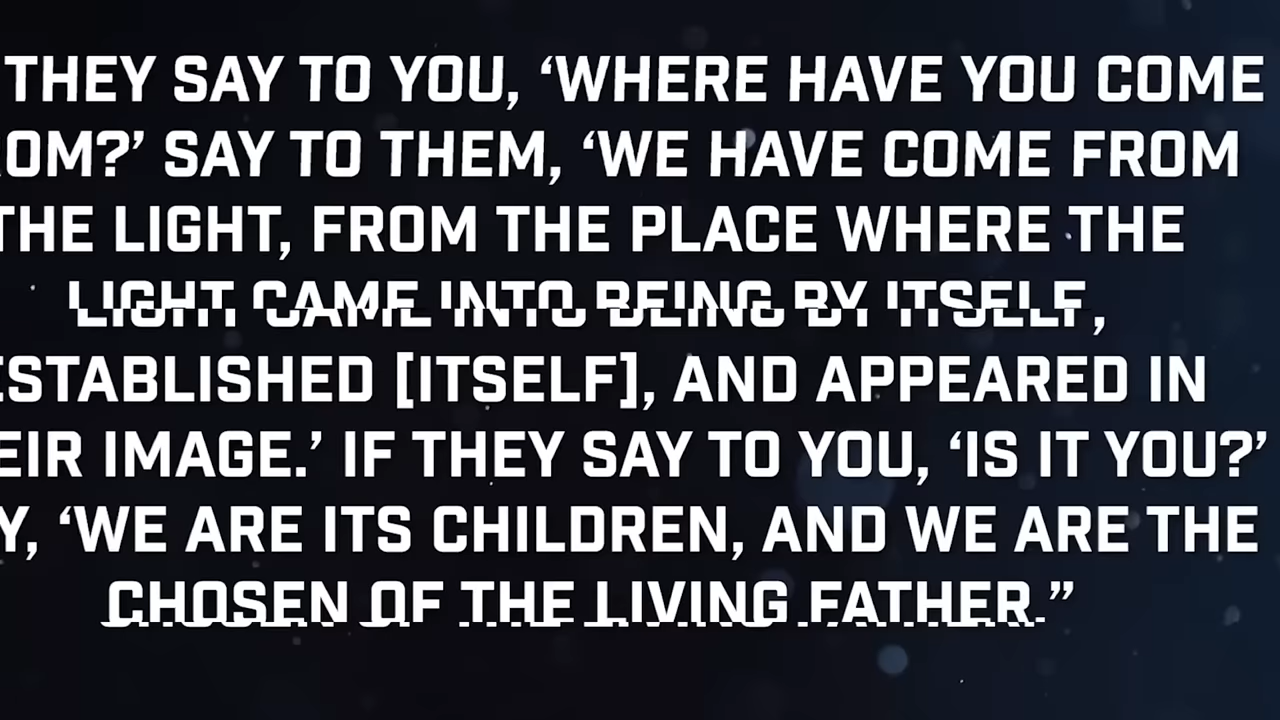 THEY SAY TO YOU, ‘WHERE HAVE YOU COME
OM?’ SAY TO THEM, ‘WE HAVE COME FROM
THE LIGHT, FROM THE PLACE WHERE THE
LIGHT CAME INTO BEING BY ITSELF,
ESTABLISHED [ITSELF], AND APPEARED IN
EIR IMAGE.’ IF THEY SAY TO YOU, ‘IS IT YOU?’
Y, ‘WE ARE ITS CHILDREN, AND WE ARE THE
CHOSEN OF THE LIVING FATHER.”